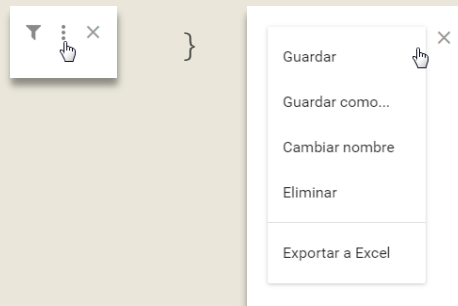 }
Guardar
Guardar como...
Cambiar nombre
Eliminar
Exportar a Excel